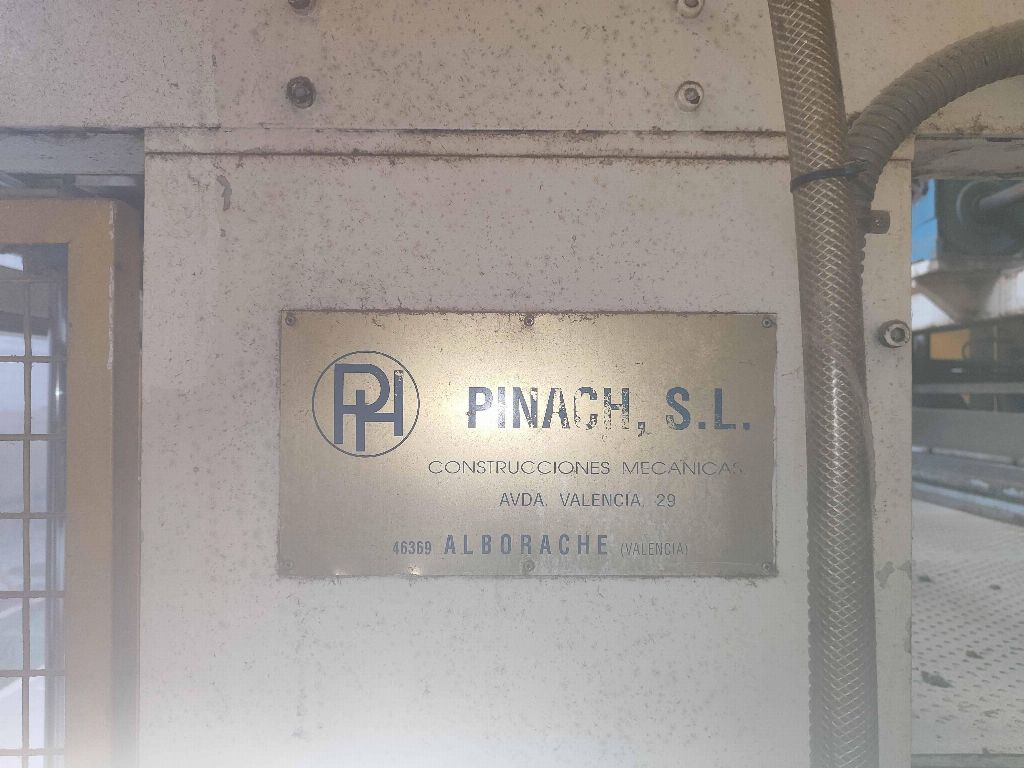 PH
PINACH, S.L.
CONSTRUCCIONES MECANICAS
AVDA. VALENCIA, 29
46369 ALBORACHE (VALENCIA)